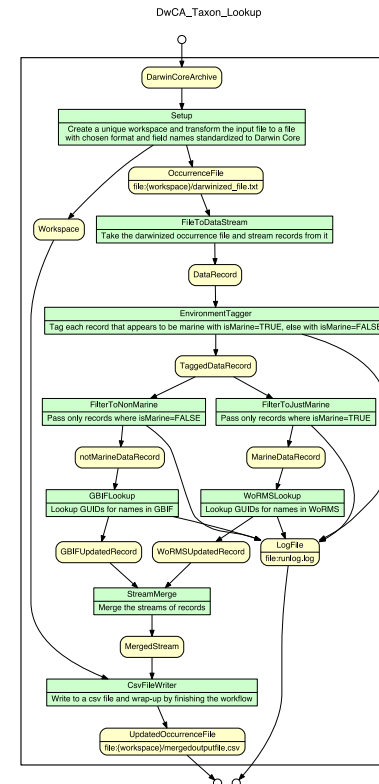 DwCA_Taxon_Lookup
DarwinCoreArchive
Setup
Create a unique workspace and transform the input file to a file
with chosen format and field names standardized to Darwin Core
OccurrenceFile
file:{workspace}/darwinized_file.txt
Workspace
FileToDataStream
Take the darwinized occurrence file and stream records from it
DataRecord
EnvironmentTagger
Tag each record that appears to be marine with isMarine=TRUE, else with isMarine=FALSE
TaggedDataRecord
FilterToNonMarine
Pass only records where isMarine=FALSE
FilterToJustMarine
Pass only records where isMarine=TRUE
notMarineDataRecord
MarineDataRecord
GBIFLookup
Lookup GUIDs for names in GBIF
WoRMSLookup
Lookup GUIDs for names in WoRMS
GBIFUpdatedRecord
WoRMSUpdatedRecord
LogFile
file:runlog.log
StreamMerge
Merge the streams of records
MergedStream
CsvFileWriter
Write to a csv file and wrap-up by finishing the workflow
UpdatedOccurrenceFile
file:{workspace}/mergedoutputfile.csv